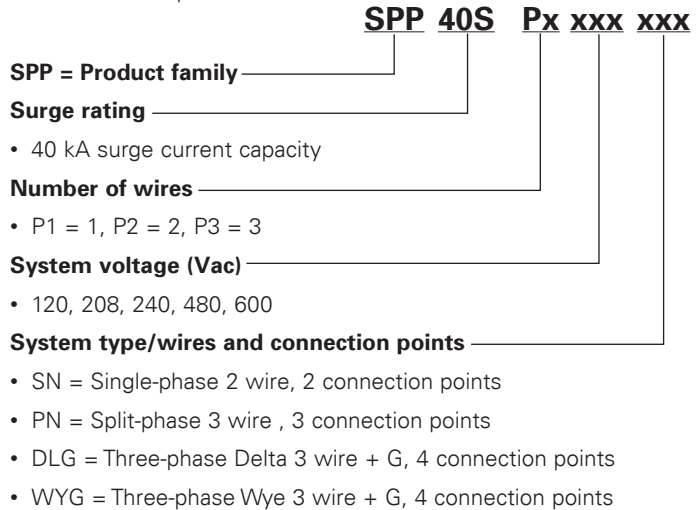 SPP 40S Px xxx xxx
SPP = Product family
Surge rating
• 40 kA surge current capacity
Number of wires
• P1 = 1, P2 = 2, P3 = 3
System voltage (Vac)
• 120, 208, 240, 480, 600
System type/wires and connection points
• SN = Single-phase 2 wire, 2 connection points
• PN = Split-phase 3 wire , 3 connection points
• DLG = Three-phase Delta 3 wire + G, 4 connection points
• WYG = Three-phase Wye 3 wire + G, 4 connection points